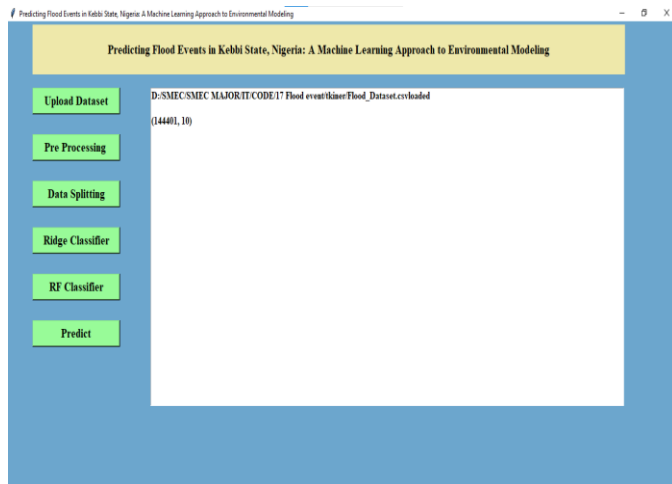 Predicting Flood Events in Kebbi State, Nigeria: A Machine Learning Approach to Environmental Modeling
Predicting Flood Events in Kebbi State, Nigeria: A Machine Learning Approach to Environmental Modeling
Upload Dataset
D:/SMEC/SMEC MAJOR/IT/CODE/17 Flood event/tkiner/Flood_Dataset.csvloaded
(144401, 10)
Pre Processing
Data Splitting
Ridge Classifier
RF Classifier
Predict